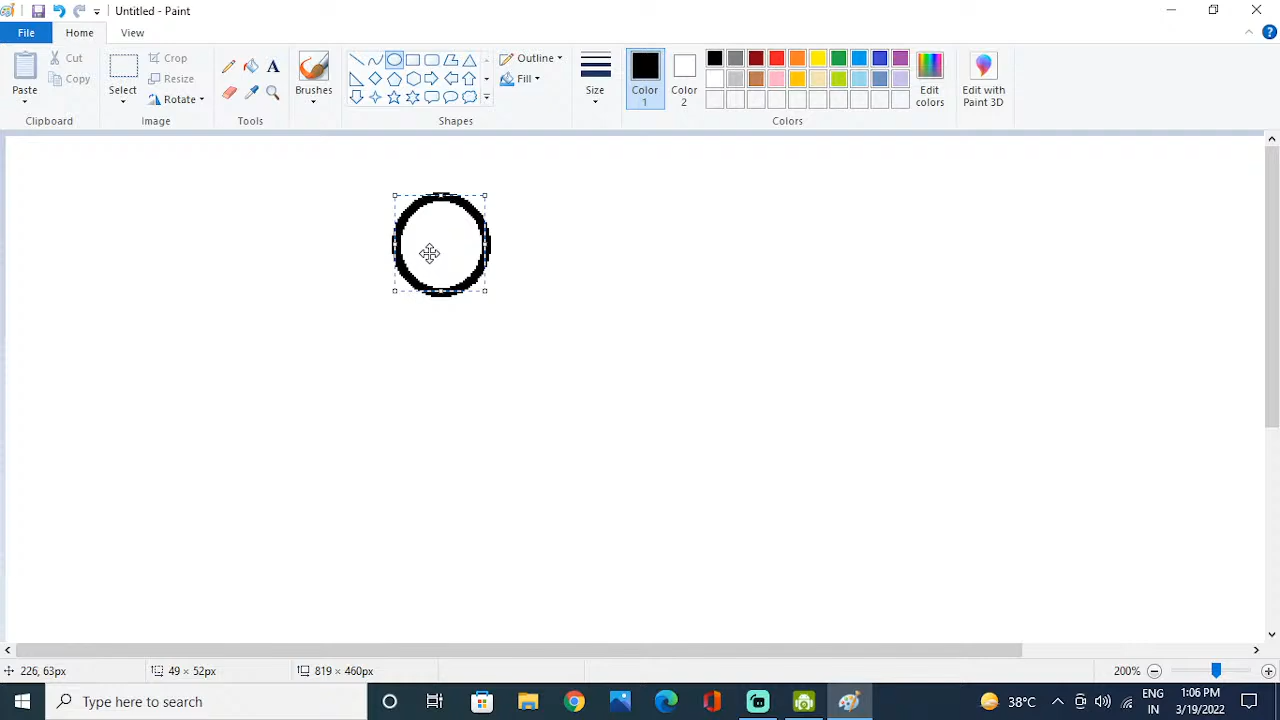 Untitled - Paint
File Home View
Paste
Cut
Copy
Clipboard
Select
Crop
Resize
Rotate
Image
A
Tools
Brushes
Outline
Fill
Shapes
Size
Color 1
Color 2
Edit colors
Colors
Edit with Paint 3D
226, 63px 49 × 52px 819 × 460px 200%
Type here to search
38°C
ENG
IN
1:06 PM
3/19/2022